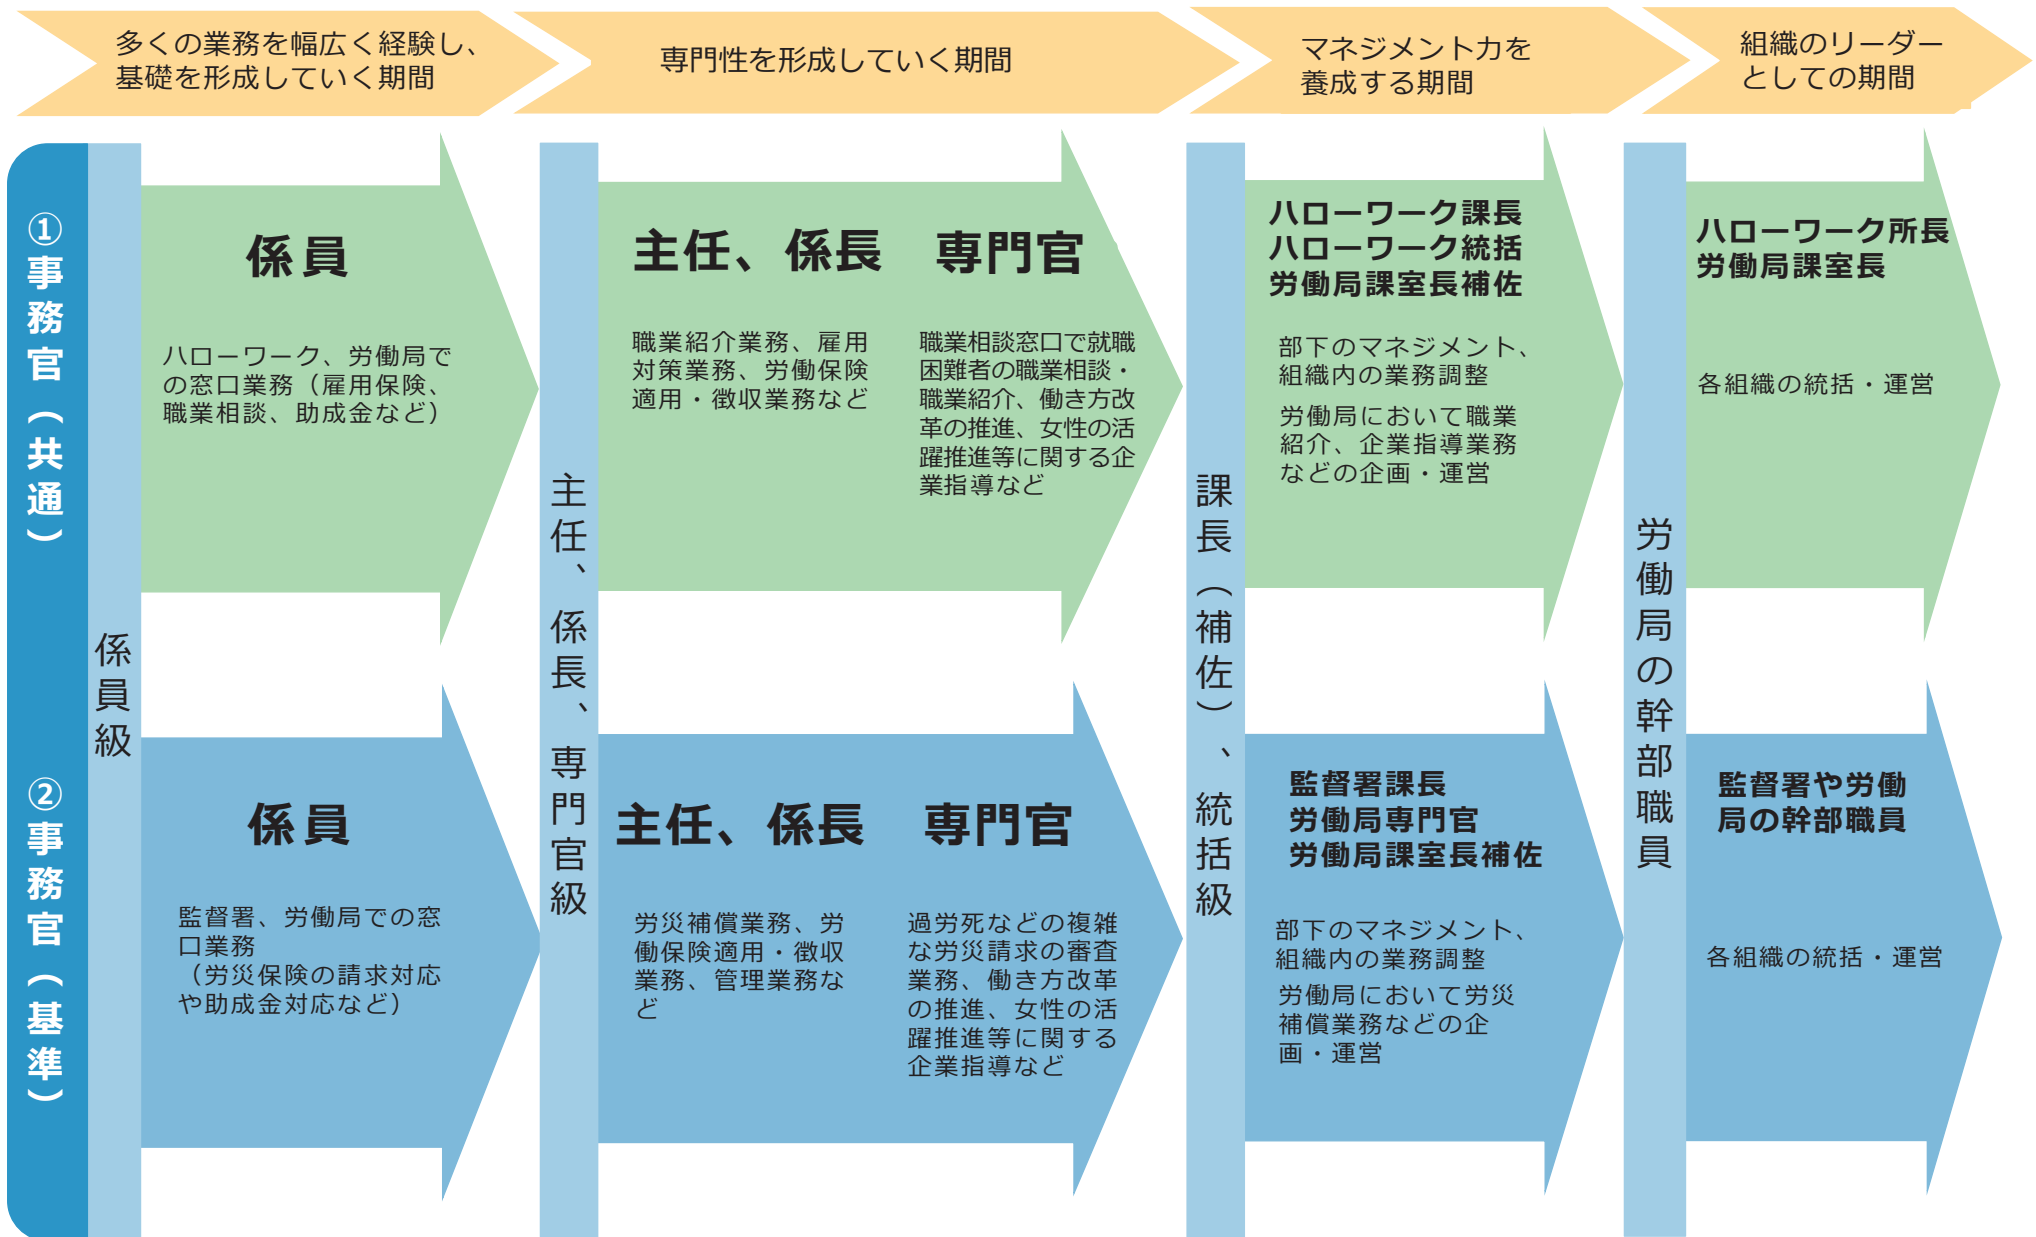 多くの業務を幅広く経験し、
基礎を形成していく期間
専門性を形成していく期間
マネジメント力を
養成する期間
組織のリーダー
としての期間
①事務官（共通）
係員級
係員
ハローワーク、労働局で
の窓口業務（雇用保険、
職業相談、助成金など）
主任、係長、専門官級
主任、係長
職業紹介業務、雇用
対策業務、労働保険
適用・徴収業務など
専門官
職業相談窓口で就職
困難者の職業相談・
職業紹介、働き方改
革の推進、女性の活
躍推進等に関する企
業指導など
課長（補佐）、統括級
ハローワーク課長
ハローワーク統括
労働局課室長補佐
部下のマネジメント、
組織内の業務調整
労働局において職業
紹介、企業指導業務
などの企画・運営
労働局の幹部職員
ハローワーク所長
労働局課室長
各組織の統括・運営
②事務官（基準）
係員
監督署、労働局での窓
口業務
（労災保険の請求対応
や助成金対応など）
主任、係長
労災補償業務、労
働保険適用・徴収
業務、管理業務な
ど
専門官
過労死などの複雑
な労災請求の審査
業務、働き方改革
の推進、女性の活
躍推進等に関する
企業指導など
監督署課長
労働局専門官
労働局課室長補佐
部下のマネジメント、
組織内の業務調整
労働局において労災
補償業務などの企
画・運営
監督署や労働
局の幹部職員
各組織の統括・運営